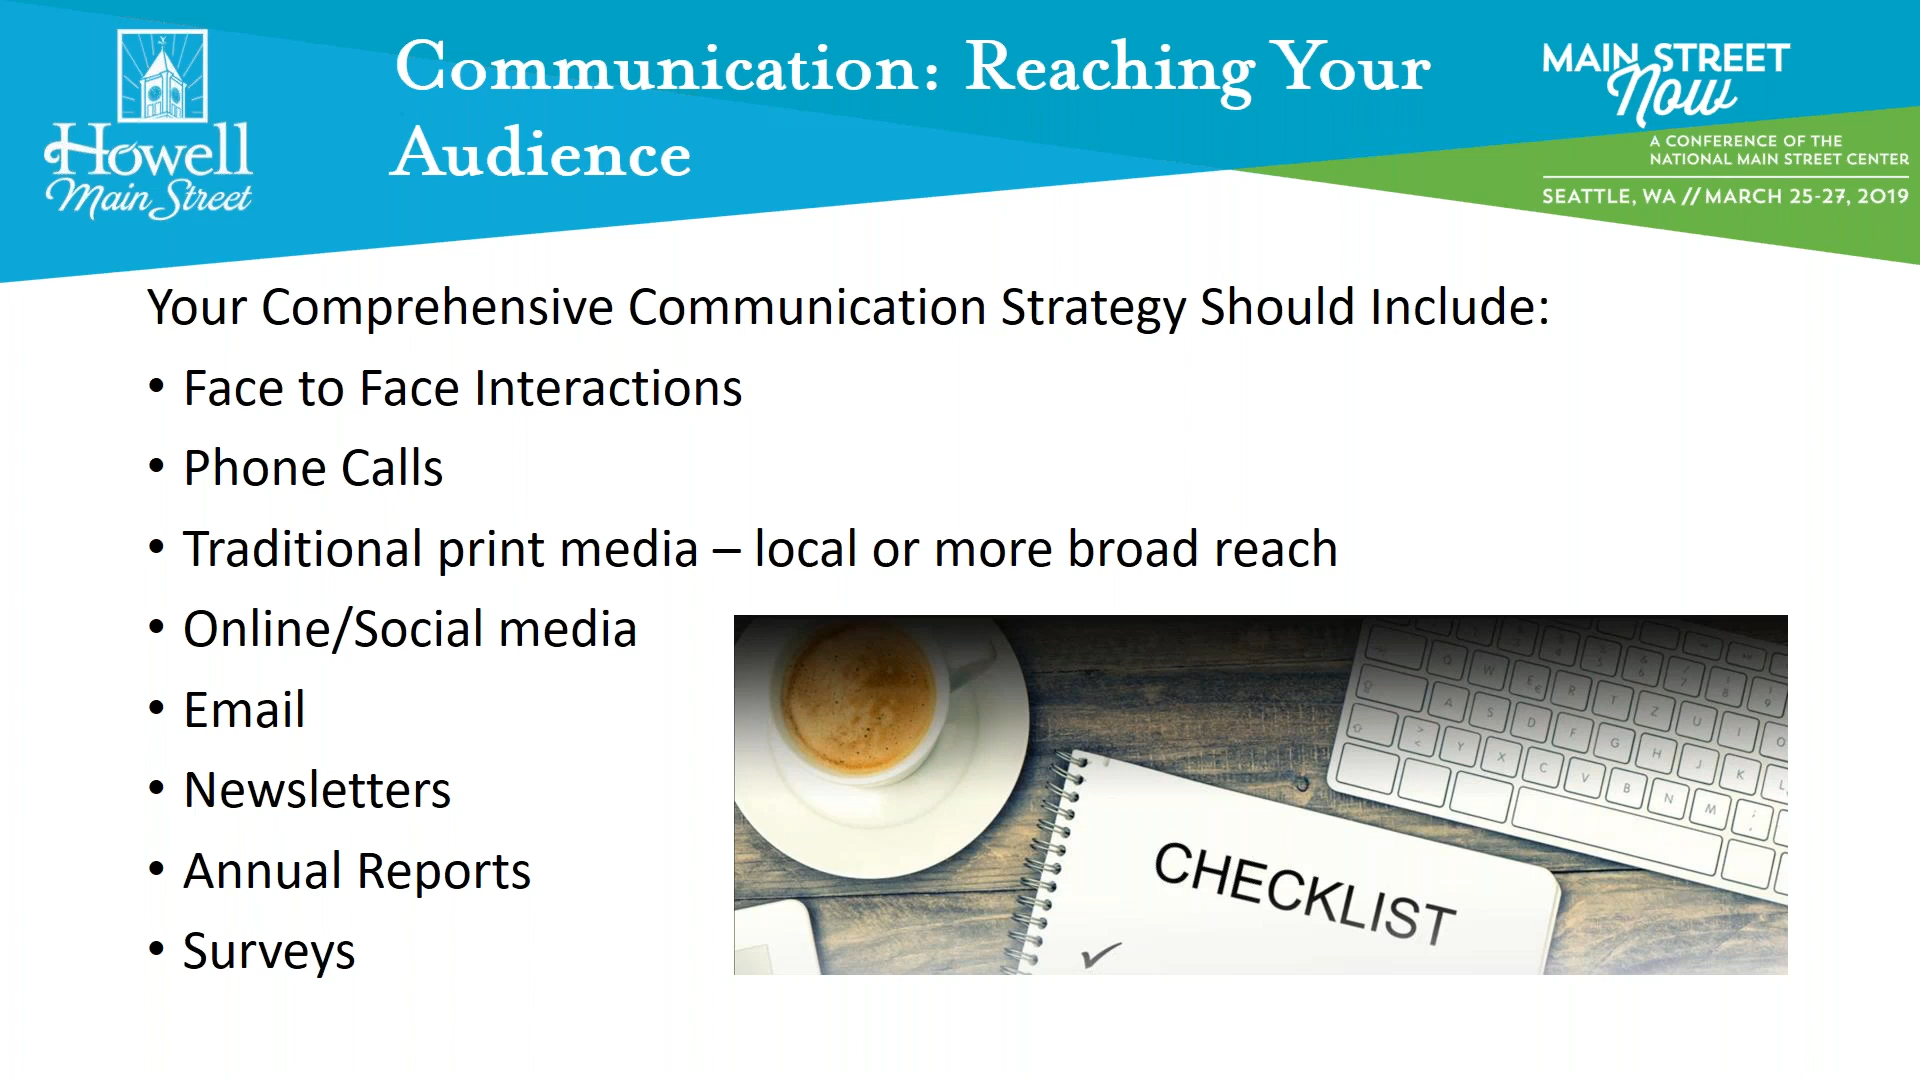 Howell
Main Street
Communication: Reaching Your
Audience
MAIN STREET
Now
A CONFERENCE OF THE
NATIONAL MAIN STREET CENTER
SEATTLE, WA // MARCH 25-27, 2019
Your Comprehensive Communication Strategy Should Include:
• Face to Face Interactions
• Phone Calls
• Traditional print media – local or more broad reach
• Online/Social media
• Email
• Newsletters
• Annual Reports
• Surveys
CHECKLIST
✓